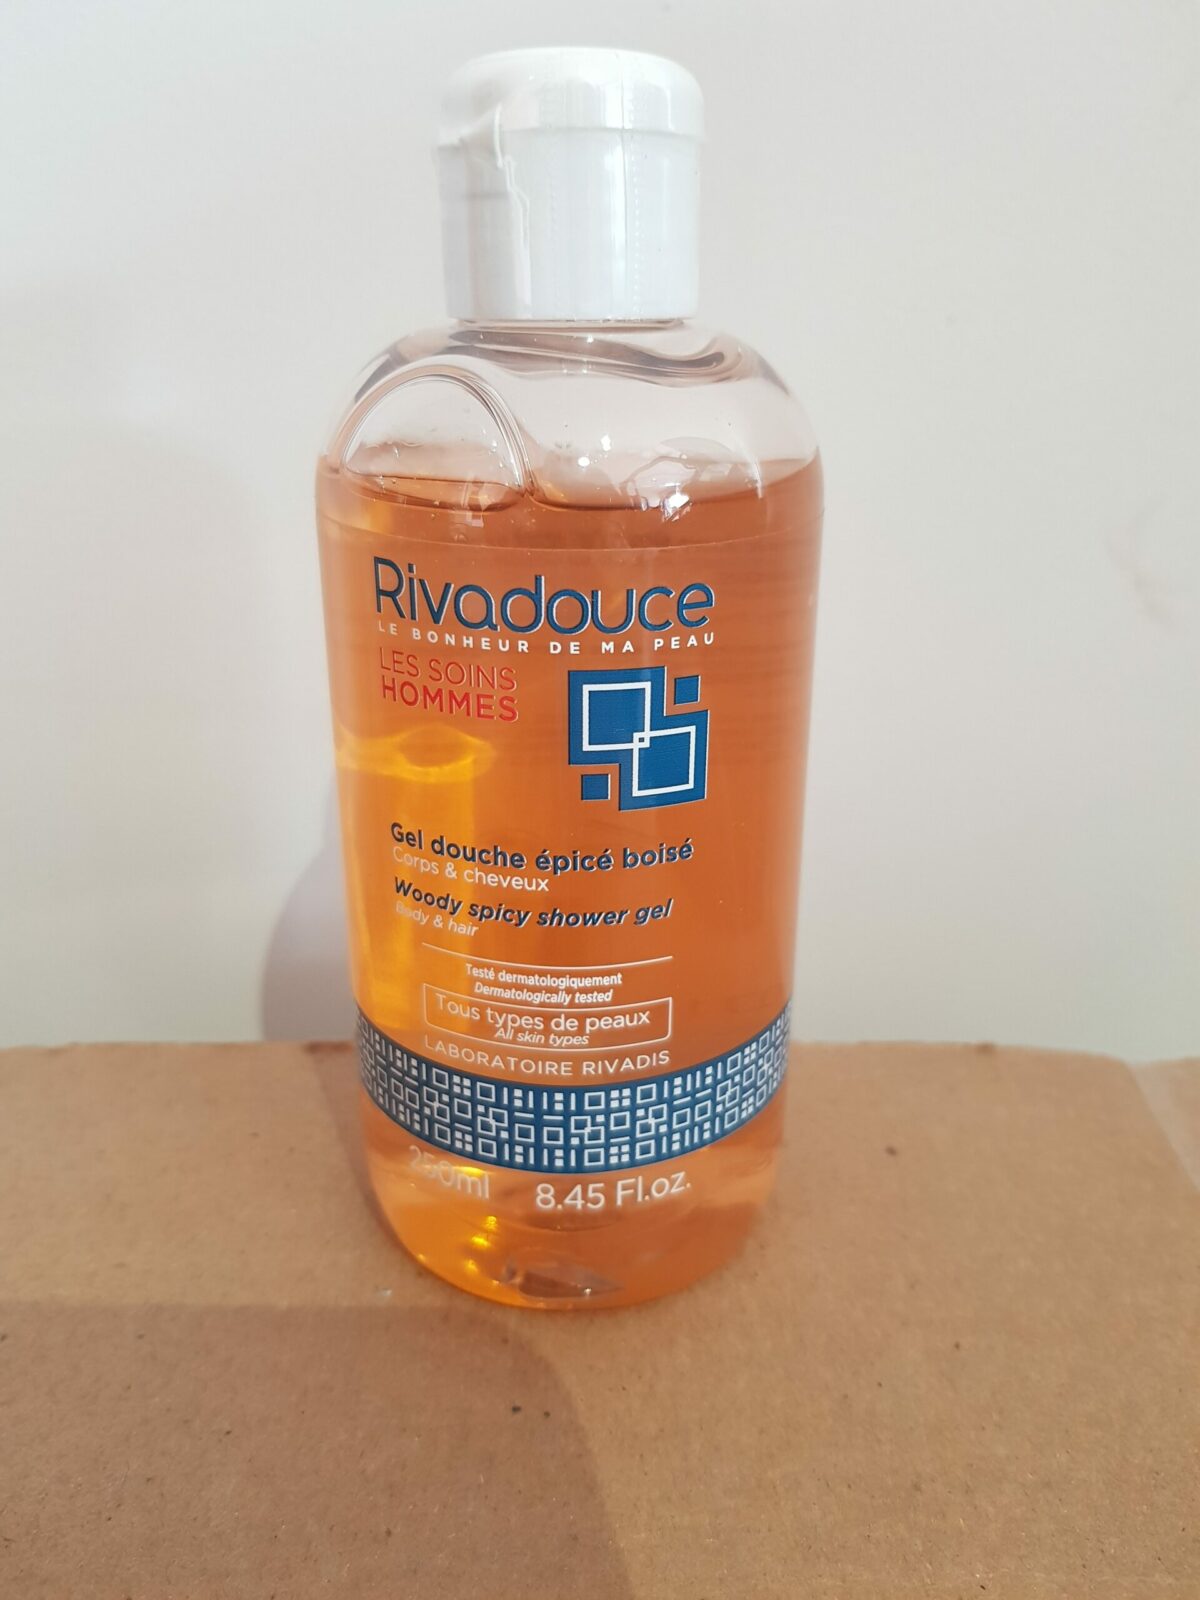 Rivadouce
LE BONHEUR DE MA PEAU
LES SOINS
HOMMES
Gel douche épicé boisé
Corps & cheveux
Woody spicy shower gel
Body & hair
Testé dermatologiquement
Dermatologically tested
Tous types de peaux
All skin types
LABORATOIRE RIVADIS
250ml 8.45 Fl.oz.